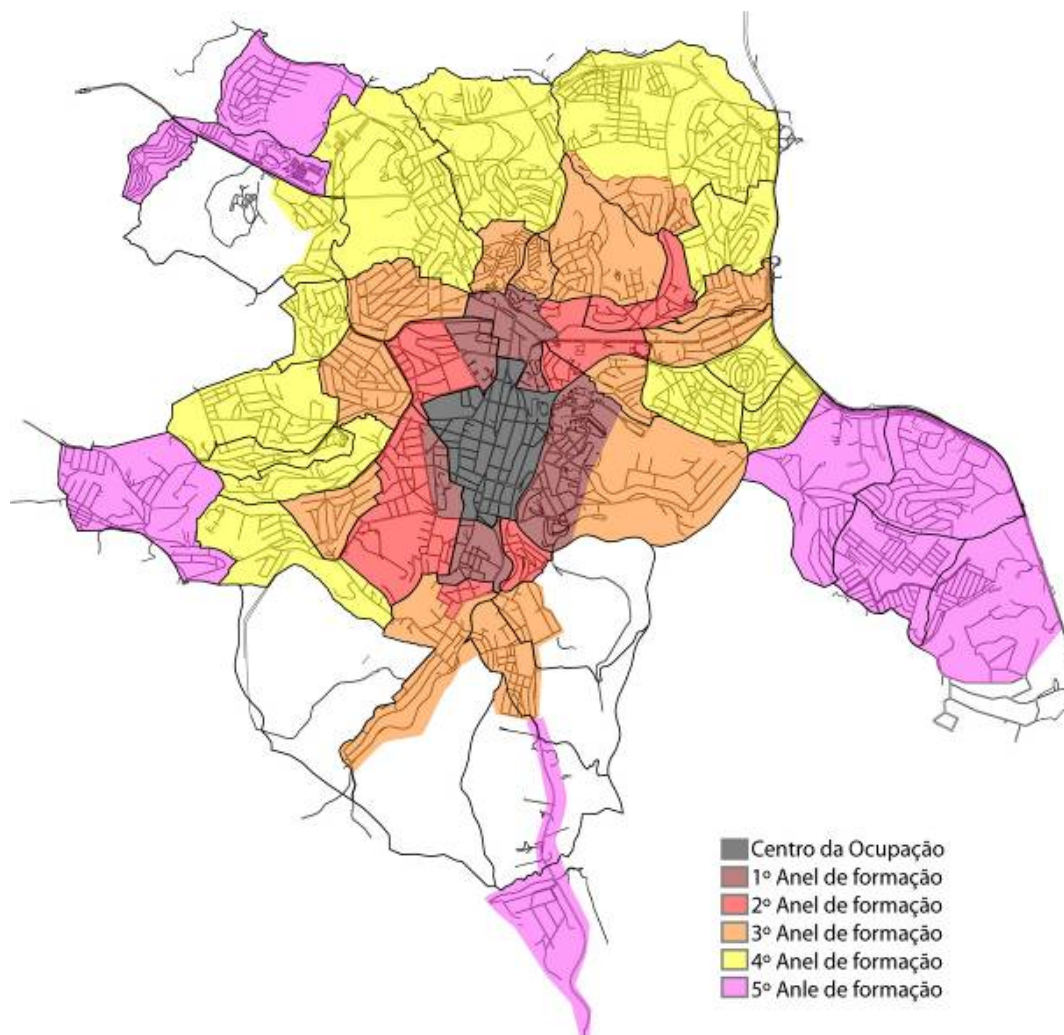 Centro da Ocupação
1º Anel de formação
2º Anel de formação
3º Anel de formação
4º Anel de formação
5º Anle de formação